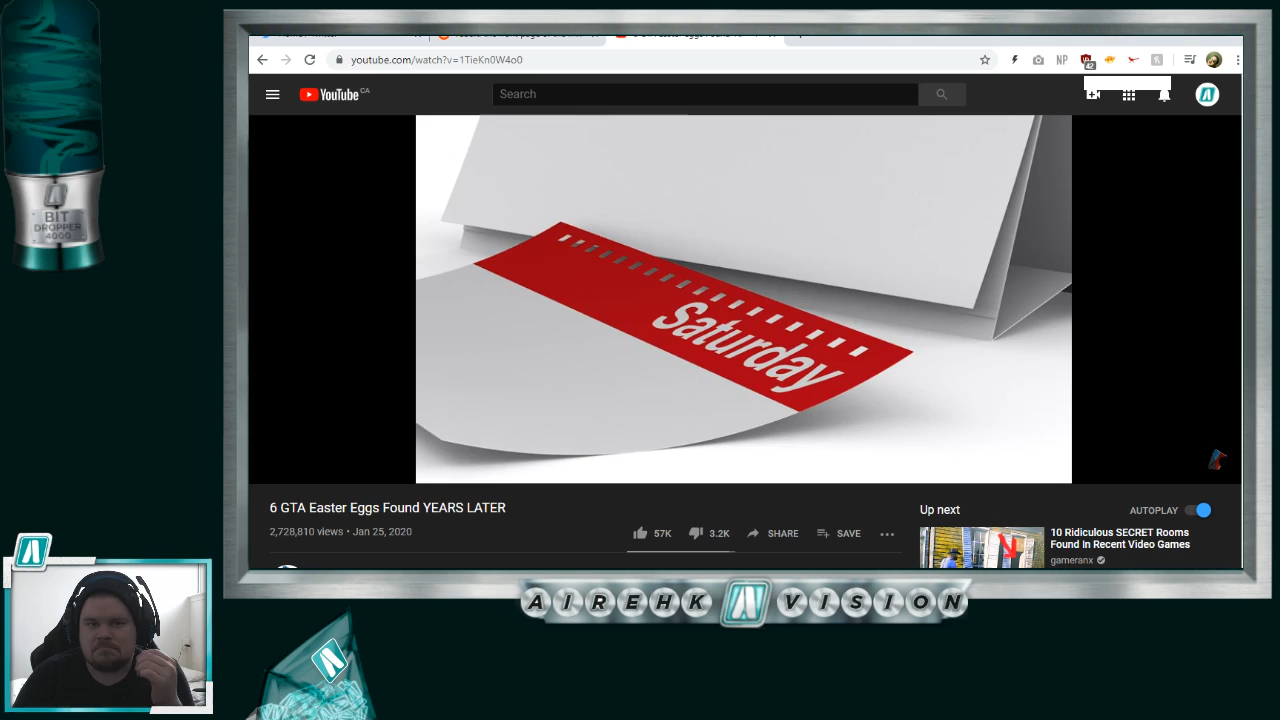 youtube.com/watch?v=1TieKn0W4o0
NP
42
YouTube CA
Search
BIT
DROPPER
4000
Saturday
6 GTA Easter Eggs Found YEARS LATER
2,728,810 views • Jan 25, 2020
57K
3.2K
SHARE
SAVE
Up next
AUTOPLAY
10 Ridiculous SECRET Rooms
Found In Recent Video Games
gameranx
AIREHK VISION